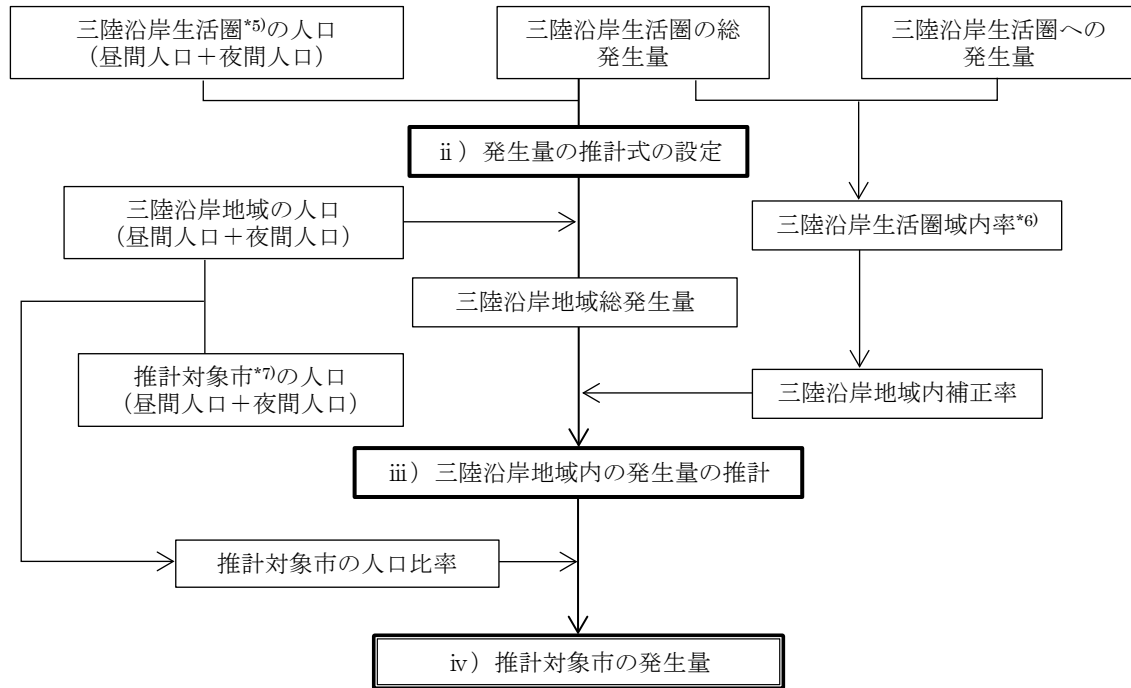 三陸沿岸生活圏*5)の人口
(昼間人口+夜間人口)
三陸沿岸生活圏の総
発生量
三陸沿岸生活圏への
発生量
ⅱ）発生量の推計式の設定
三陸沿岸地域の人口
(昼間人口+夜間人口)
三陸沿岸生活圏域内率*6)
三陸沿岸地域総発生量
推計対象市*7)の人口
(昼間人口+夜間人口)
三陸沿岸地域内補正率
ⅲ）三陸沿岸地域内の発生量の推計
推計対象市の人口比率
ⅳ）推計対象市の発生量